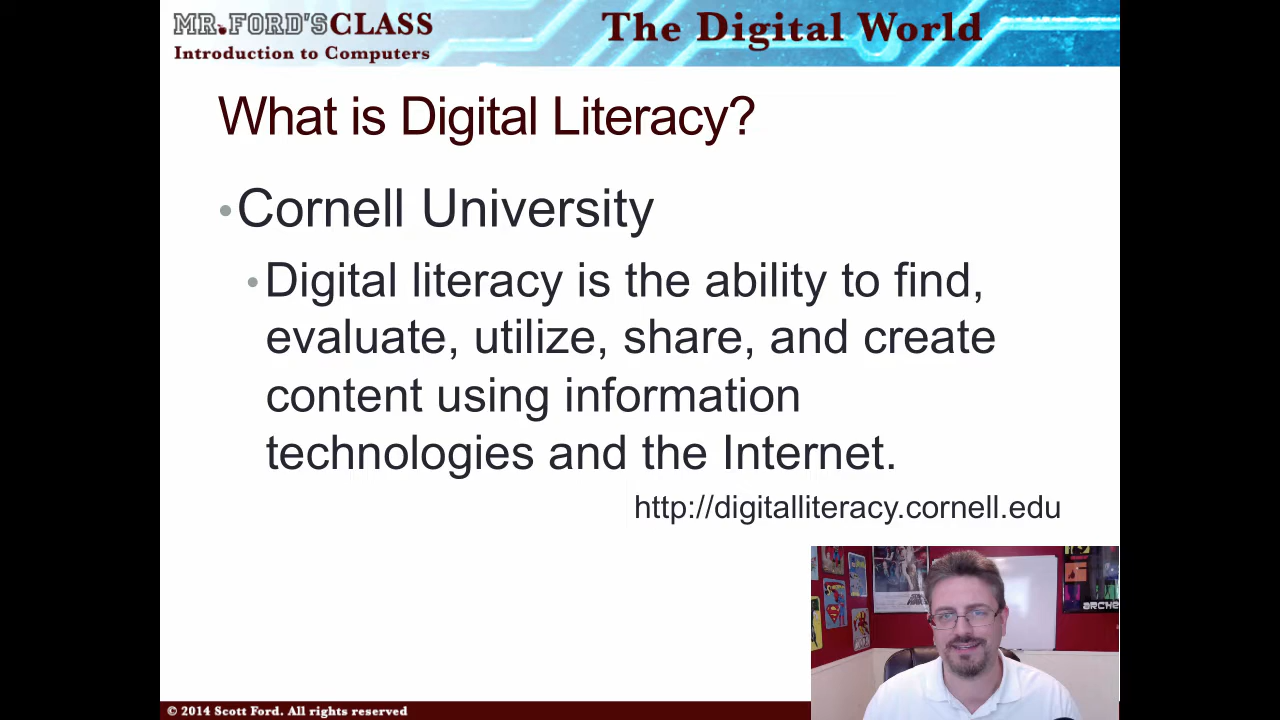 MR.FORD'S CLASS
Introduction to Computers
The Digital World
What is Digital Literacy?
•Cornell University
•Digital literacy is the ability to find,
evaluate, utilize, share, and create
content using information
technologies and the Internet.
http://digitalliteracy.cornell.edu
ARCHE
© 2014 Scott Ford. All rights reserved